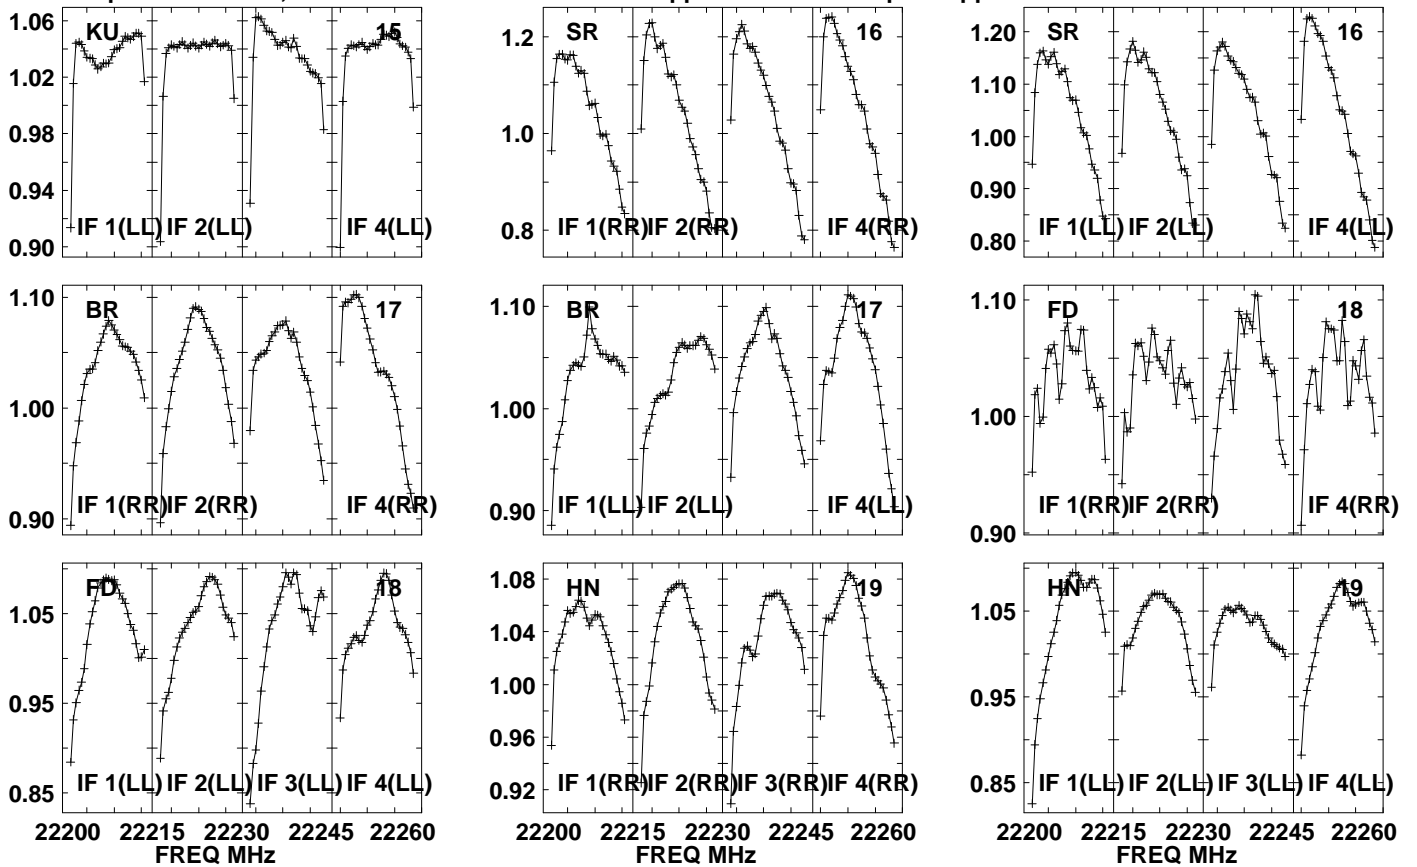 KU 15
1.06
1.02
0.98
0.94
0.90
IF 1(LL) IF 2(LL) IF 4(LL)
SR 16
1.2
1.0
0.8
IF 1(RR) IF 2(RR) IF 4(RR)
SR 16
1.20
1.10
1.00
0.90
0.80
IF 1(LL) IF 2(LL) IF 4(LL)
BR 17
1.10
1.00
0.90
IF 1(RR) IF 2(RR) IF 4(RR)
BR 17
1.10
1.00
0.90
IF 1(LL) IF 2(LL) IF 4(LL)
FD 18
1.10
1.00
0.90
IF 1(RR) IF 2(RR) IF 4(RR)
FD 18
1.05
0.95
0.85
IF 1(LL) IF 2(LL) IF 3(LL) IF 4(LL)
22200 22215 22230 22245 22260
FREQ MHz
HN 19
1.08
1.04
1.00
0.96
0.92
IF 1(RR) IF 2(RR) IF 3(RR) IF 4(RR)
22200 22215 22230 22245 22260
FREQ MHz
HN 19
1.05
0.95
0.85
IF 1(LL) IF 2(LL) IF 3(LL) IF 4(LL)
22200 22215 22230 22245 22260
FREQ MHz